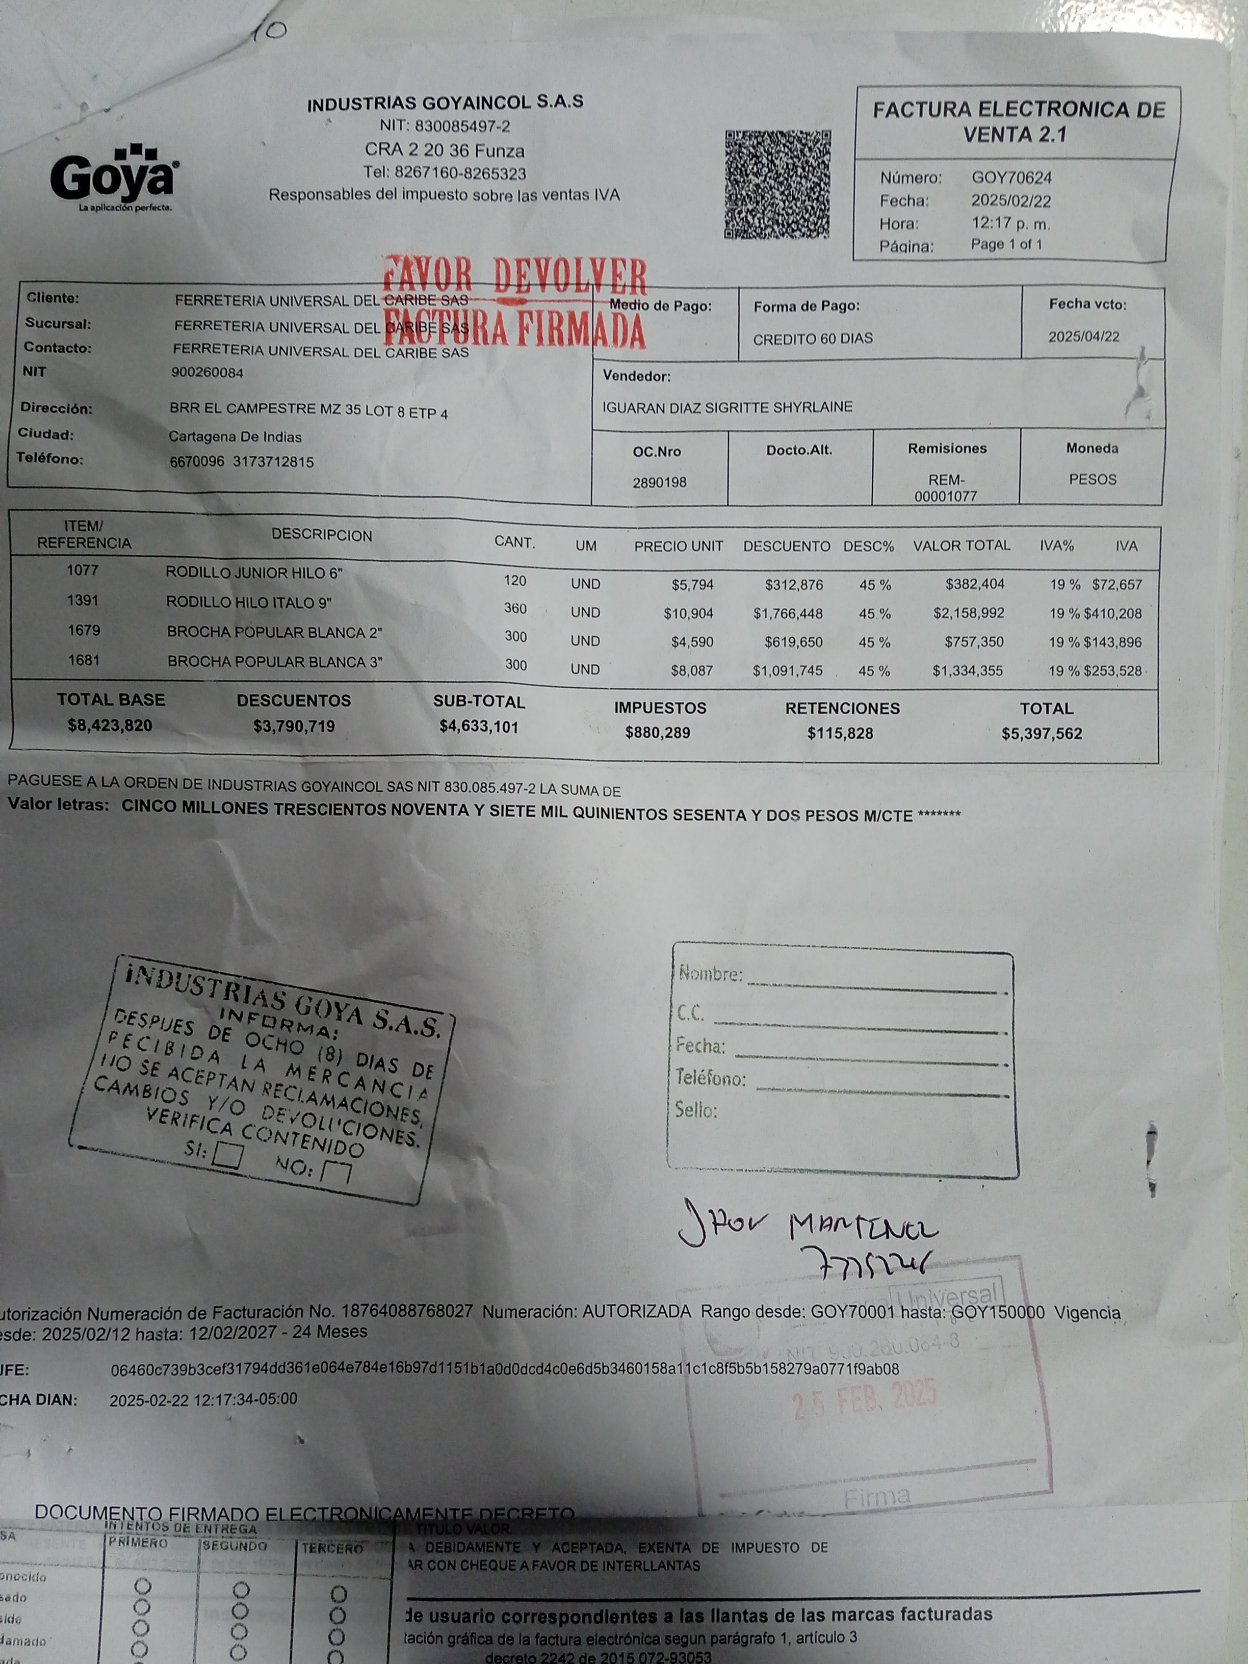 10
INDUSTRIAS GOYAINCOL S.A.S
NIT: 830085497-2
CRA 2 20 36 Funza
Tel: 8267160-8265323
Responsables del impuesto sobre las ventas IVA
Goya®
La aplicación perfecta.
FACTURA ELECTRONICA DE
VENTA 2.1
Número: GOY70624
Fecha: 2025/02/22
Hora: 12:17 p. m.
Página: Page 1 of 1
FAVOR DEVOLVER
FACTURA FIRMADA
Cliente: FERRETERIA UNIVERSAL DEL CARIBE SAS
Sucursal: FERRETERIA UNIVERSAL DEL CARIBE SAS
Contacto: FERRETERIA UNIVERSAL DEL CARIBE SAS
NIT 900260084
Dirección: BRR EL CAMPESTRE MZ 35 LOT 8 ETP 4
Ciudad: Cartagena De Indias
Teléfono: 6670096 3173712815
Medio de Pago: Forma de Pago: Fecha vcto:
CREDITO 60 DIAS 2025/04/22
Vendedor:
IGUARAN DIAZ SIGRITTE SHYRLAINE
OC.Nro Docto.Alt. Remisiones Moneda
2890198 REM- PESOS
00001077
ITEM/ REFERENCIA DESCRIPCION CANT. UM PRECIO UNIT DESCUENTO DESC% VALOR TOTAL IVA% IVA
1077 RODILLO JUNIOR HILO 6" 120 UND $5,794 $312,876 45 % $382,404 19 % $72,657
1391 RODILLO HILO ITALO 9" 360 UND $10,904 $1,766,448 45 % $2,158,992 19 % $410,208
1679 BROCHA POPULAR BLANCA 2" 300 UND $4,590 $619,650 45 % $757,350 19 % $143,896
1681 BROCHA POPULAR BLANCA 3" 300 UND $8,087 $1,091,745 45 % $1,334,355 19 % $253,528
TOTAL BASE DESCUENTOS SUB-TOTAL IMPUESTOS RETENCIONES TOTAL
$8,423,820 $3,790,719 $4,633,101 $880,289 $115,828 $5,397,562
PAGUESE A LA ORDEN DE INDUSTRIAS GOYAINCOL SAS NIT 830.085.497-2 LA SUMA DE
Valor letras: CINCO MILLONES TRESCIENTOS NOVENTA Y SIETE MIL QUINIENTOS SESENTA Y DOS PESOS M/CTE *******
INDUSTRIAS GOYA S.A.S.
INFORMA:
DESPUES DE OCHO (8) DIAS DE
RECIBIDA LA MERCANCIA
NO SE ACEPTAN RECLAMACIONES,
CAMBIOS Y/O DEVOLUCIONES.
VERIFICA CONTENIDO
SI: NO:
Nombre:
C.C.
Fecha:
Teléfono:
Sello:
utorización Numeración de Facturación No. 18764088768027 Numeración: AUTORIZADA Rango desde: GOY70001 hasta: GOY150000 Vigencia
esde: 2025/02/12 hasta: 12/02/2027 - 24 Meses
Universal
UFE: 06460c739b3cef31794dd361e064e784e16b97d1151b1a0d0dcd4c0e6d5b3460158a11c1c8f5b5b158279a0771f9ab08
CHA DIAN: 2025-02-22 12:17:34-05:00
25 FEB. 2025
Firma
DOCUMENTO FIRMADO ELECTRONICAMENTE DECRETO
INTENTOS DE ENTREGA
PRIMERO SEGUNDO TERCERO
TITULO VALOR
A DEBIDAMENTE Y ACEPTADA, EXENTA DE IMPUESTO DE
AR CON CHEQUE A FAVOR DE INTERLLANTAS
de usuario correspondientes a las llantas de las marcas facturadas
tación gráfica de la factura electrónica segun parágrafo 1, artículo 3
decreto 2242 de 2015 072-93053